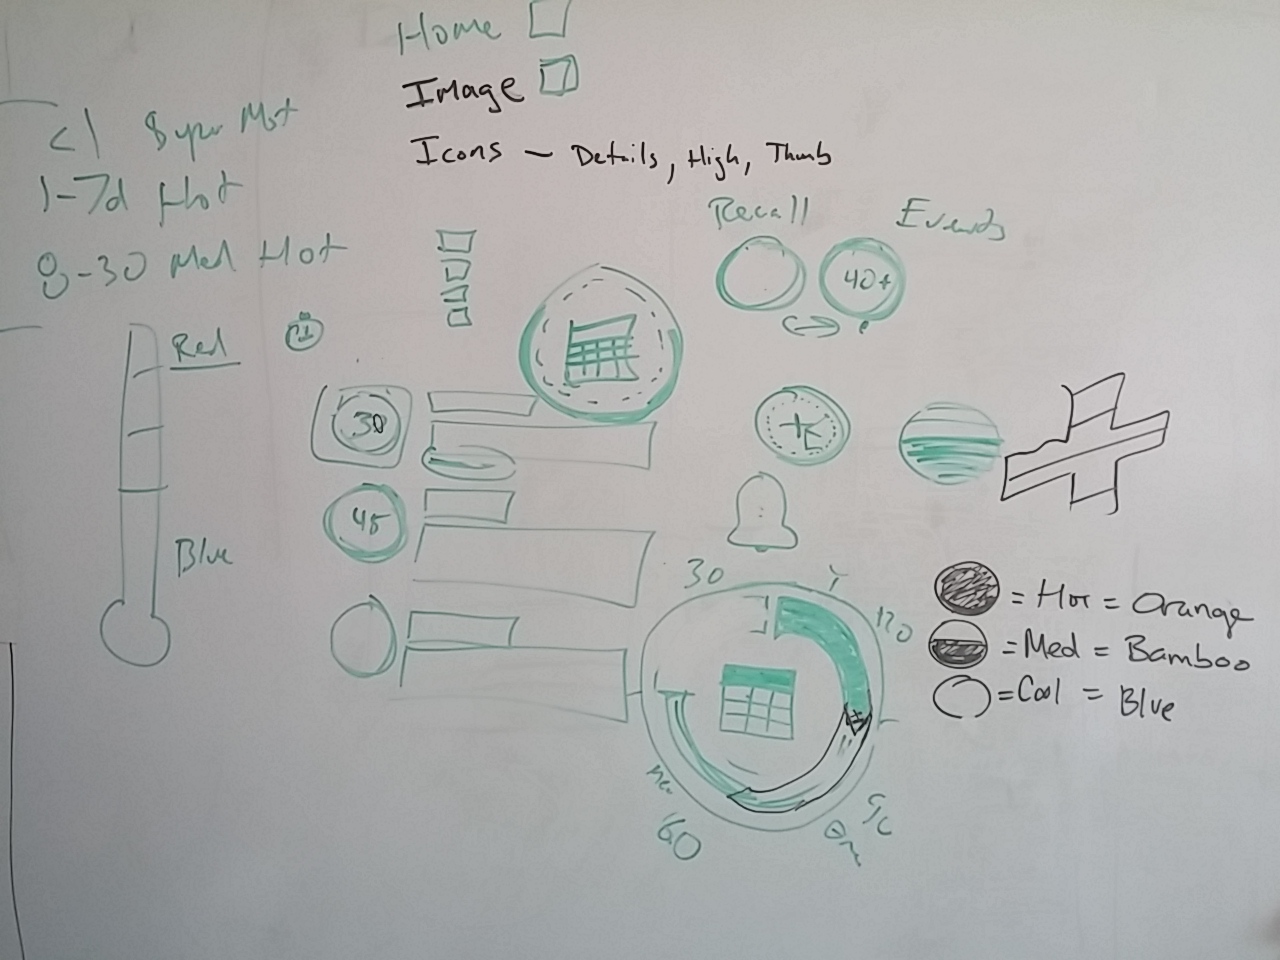 Home
Image
Icons - Details, High, Thumb
<1 Super Hot
1-7d Hot
8-30 Med Hot
Recall
Events
40+
Red
30
45
Blue
30
120
60
= Hot = Orange
= Med = Bamboo
= Cool = Blue